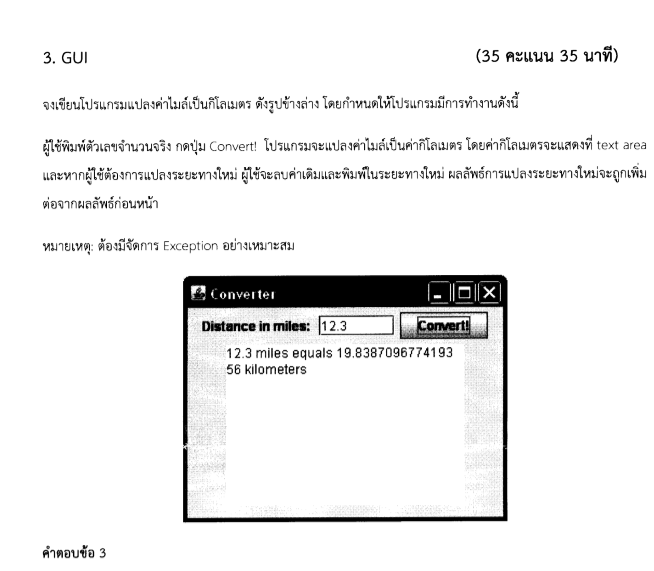 3. GUI (35 คะแนน 35 นาที)
จงเขียนโปรแกรมแปลงค่าไมล์เป็นกิโลเมตร ดังรูปข้างล่าง โดยกำหนดให้โปรแกรมมีการทำงานดังนี้
ผู้ใช้พิมพ์ตัวเลขจำนวนจริง กดปุ่ม Convert! โปรแกรมจะแปลงค่าไมล์เป็นค่ากิโลเมตร โดยค่ากิโลเมตรจะแสดงที่ text area
และหากผู้ใช้ต้องการแปลงระยะทางใหม่ ผู้ใช้จะลบค่าเดิมและพิมพ์ในระยะทางใหม่ ผลลัพธ์การแปลงระยะทางใหม่จะถูกเพิ่ม
ต่อจากผลลัพธ์ก่อนหน้า
หมายเหตุ: ต้องมีจัดการ Exception อย่างเหมาะสม
Converter
Distance in miles: 12.3 Convert!
12.3 miles equals 19.8387096774193
56 kilometers
คำตอบข้อ 3